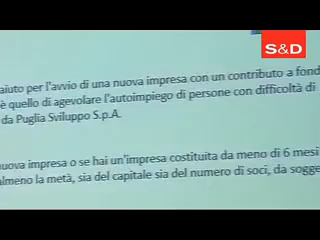 S&D
aiuto per l'avvio di una nuova impresa con un contributo a fond
è quello di agevolare l'autoimpiego di persone con difficoltà di
da Puglia Sviluppo S.p.A.
nuova impresa o se hai un'impresa costituita da meno di 6 mesi
almeno la metà, sia del capitale sia del numero di soci, da sogge